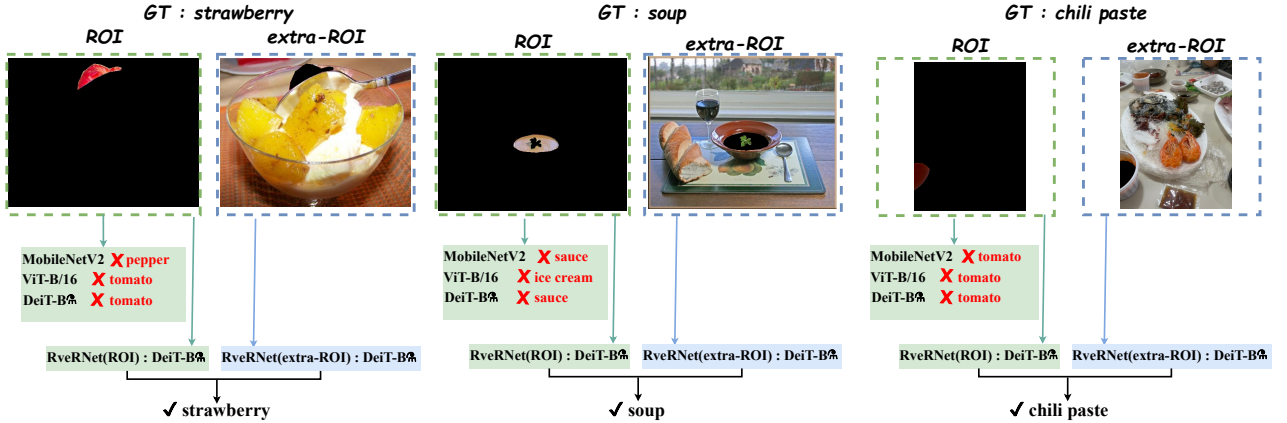 GT : strawberry
ROI
extra-ROI
MobileNetV2 ✗ pepper
ViT-B/16 ✗ tomato
DeiT-B⚗ ✗ tomato
RveRNet(ROI) : DeiT-B⚗
RveRNet(extra-ROI) : DeiT-B⚗
✓ strawberry
GT : soup
ROI
extra-ROI
MobileNetV2 ✗ sauce
ViT-B/16 ✗ ice cream
DeiT-B⚗ ✗ sauce
RveRNet(ROI) : DeiT-B⚗
RveRNet(extra-ROI) : DeiT-B⚗
✓ soup
GT : chili paste
ROI
extra-ROI
MobileNetV2 ✗ tomato
ViT-B/16 ✗ tomato
DeiT-B⚗ ✗ tomato
RveRNet(ROI) : DeiT-B⚗
RveRNet(extra-ROI) : DeiT-B⚗
✓ chili paste